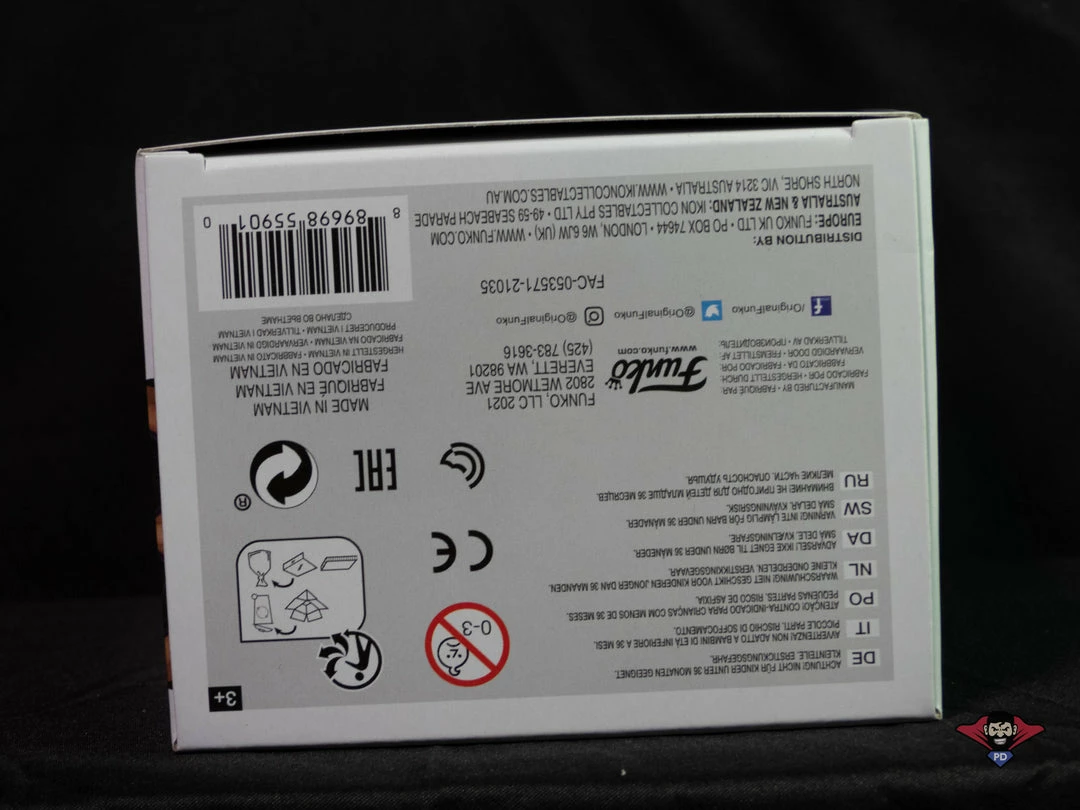 3+
DE
ACHTUNG! NICHT FÜR KINDER UNTER 36 MONATEN GEEIGNET.
KLEINTEILE. ERSTICKUNGSGEFAHR.
IT
AVVERTENZA! NON ADATTO A BAMBINI DI ETÀ INFERIORE A 36 MESI.
PICCOLE PARTI. RISCHIO DI SOFFOCAMENTO.
PO
ATENÇÃO! CONTRA-INDICADO PARA CRIANÇAS COM MENOS DE 36 MESES.
PEQUENAS PARTES. RISCO DE ASFIXIA.
NL
WAARSCHUWING! NIET GESCHIKT VOOR KINDEREN JONGER DAN 36 MAANDEN.
KLEINE ONDERDELEN. VERSTIKKINGSGEVAAR.
DA
ADVARSEL! IKKE EGNET TIL BØRN UNDER 36 MÅNEDER.
SMÅ DELE. KVÆLNINGSFARE.
SW
VARNING! INTE LÄMPLIG FÖR BARN UNDER 36 MÅNADER.
SMÅ DELAR. KVÄVNINGSRISK.
RU
ВНИМАНИЕ! НЕ ПРИГОДНО ДЛЯ ДЕТЕЙ МЛАДШЕ 36 МЕСЯЦЕВ.
МЕЛКИЕ ЧАСТИ. ОПАСНОСТЬ УДУШЬЯ.
0-3
CE
EAC
®
MANUFACTURED BY • FABRIQUÉ PAR:
FABRICADO POR • HERGESTELLT DURCH:
FABBRICATO DA • FABRICADO POR:
VERVAARDIGD DOOR • FREMSTILLET AF:
TILLVERKAD AV • ПРОИЗВОДИТЕЛЬ:
Funko
www.funko.com
FUNKO, LLC 2021
2802 WETMORE AVE
EVERETT, WA 98201
(425) 783-3616
MADE IN VIETNAM
FABRIQUÉ EN VIETNAM
FABRICADO EN VIETNAM
HERGESTELLT IN VIETNAM • FABBRICATO IN VIETNAM
FABRICADO NA VIETNAM • VERVAARDIGD IN VIETNAM
PRODUCERET I VIETNAM • TILLVERKAD I VIETNAM
СДЕЛАНО ВО ВЬЕТНАМЕ
/OriginalFunko
@OriginalFunko
@OriginalFunko
FAC-053571-21035
DISTRIBUTION BY:
EUROPE: FUNKO UK LTD • PO BOX 74644 • LONDON, W6 6JW (UK) • WWW.FUNKO.COM
AUSTRALIA & NEW ZEALAND: IKON COLLECTABLES PTY LTD • 49-59 SEABEACH PARADE
NORTH SHORE, VIC 3214 AUSTRALIA • WWW.IKONCOLLECTABLES.COM.AU
8 89698 55901 0
PD